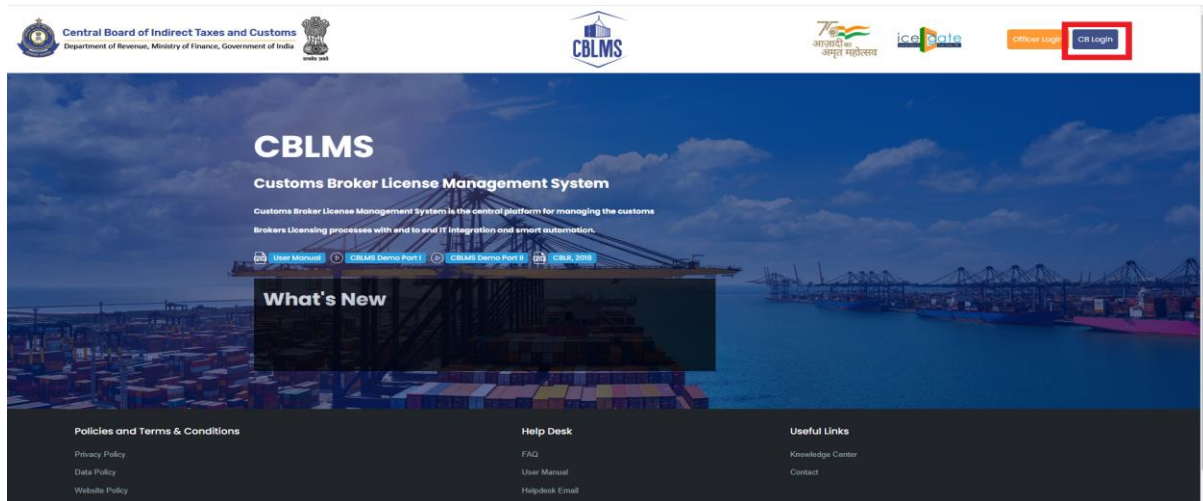 Central Board of Indirect Taxes and Customs
Department of Revenue, Ministry of Finance, Government of India
सत्यमेव जयते
CBLMS
75
आज़ादी का
अमृत महोत्सव
icegate
Officer Login
CB Login
CBLMS
Customs Broker License Management System
Customs Broker License Management System is the central platform for managing the customs
Brokers Licensing processes with end to end IT integration and smart automation.
User Manual CBLMS Demo Part I CBLMS Demo Part II CBLR, 2018
What's New
Policies and Terms & Conditions
Privacy Policy
Data Policy
Website Policy
Help Desk
FAQ
User Manual
Helpdesk Email
Useful Links
Knowledge Center
Contact